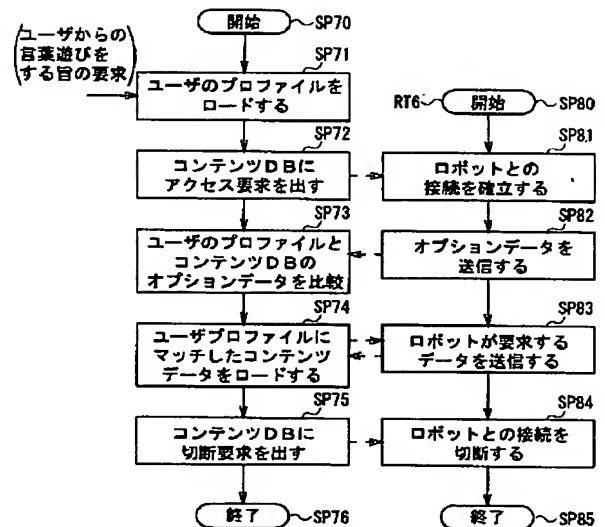 開始
SP70
ユーザからの
言葉遊びを
する旨の要求
SP71
ユーザのプロファイルを
ロードする
SP72
コンテンツDBに
アクセス要求を出す
SP73
ユーザのプロファイルと
コンテンツDBの
オプションデータを比較
SP74
ユーザプロファイルに
マッチしたコンテンツ
データをロードする
SP75
コンテンツDBに
切断要求を出す
終了
SP76
RT6
開始
SP80
SP81
ロボットとの
接続を確立する
SP82
オプションデータを
送信する
SP83
ロボットが要求する
データを送信する
SP84
ロボットとの接続を
切断する
終了
SP85